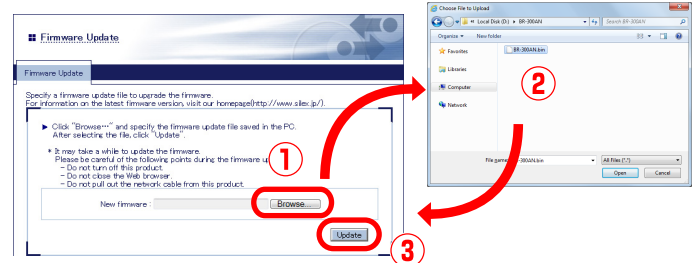 Firmware Update
Firmware Update
Specify a firmware update file to upgrade the firmware.
For information on the latest firmware version, visit our homepage(http://www.silex.jp/).
▶ Click "Browse..." and specify the firmware update file saved in the PC.
After selecting the file, click "Update".
* It may take a while to update the firmware.
Please be careful of the following points during the firmware u
- Do not turn off this product.
- Do not close the Web browser.
- Do not pull out the network cable from this product.
New firmware :
Browse...
Update
①
③
Choose File to Upload
« Local Disk (D:) ▸ BR-300AN
Search BR-300AN
Organize ▾ New folder
Favorites
Libraries
Computer
Network
BR-300AN.bin
②
File name: -300AN.bin
All Files (*.*)
Open
Cancel